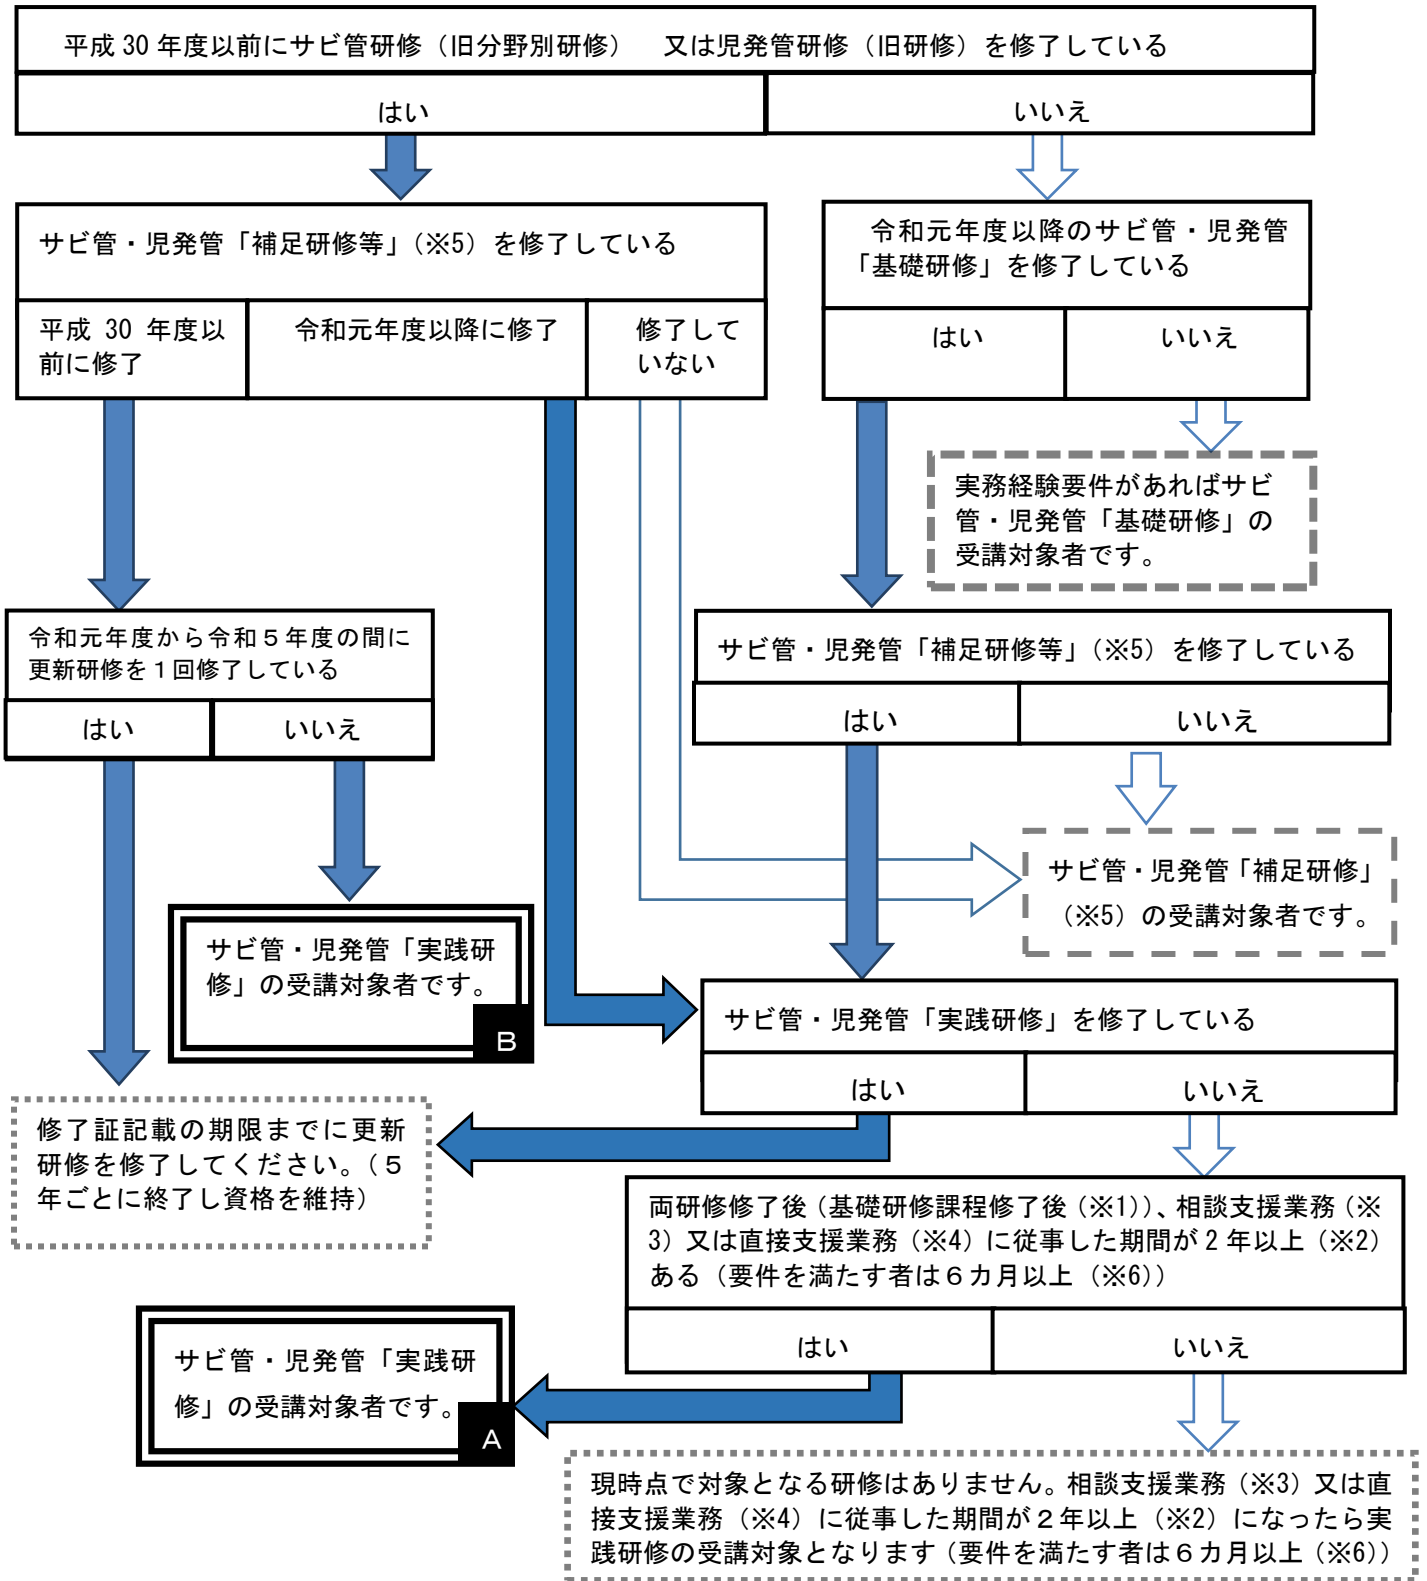 平成30年度以前にサビ管研修（旧分野別研修）　又は児発管研修（旧研修）を修了している
はい
いいえ
サビ管・児発管「補足研修等」（※5）を修了している
平成 30 年度以
前に修了
令和元年度以降に修了
修了して
いない
令和元年度以降のサビ管・児発管
「基礎研修」を修了している
はい
いいえ
実務経験要件があればサビ
管・児発管「基礎研修」の
受講対象者です。
令和元年度から令和５年度の間に
更新研修を１回修了している
はい
いいえ
サビ管・児発管「補足研修等」（※5）を修了している
はい
いいえ
サビ管・児発管「補足研修」
（※5）の受講対象者です。
サビ管・児発管「実践研
修」の受講対象者です。
B
サビ管・児発管「実践研修」を修了している
はい
いいえ
修了証記載の期限までに更新
研修を修了してください。（５
年ごとに終了し資格を維持）
両研修修了後（基礎研修課程修了後（※1））、相談支援業務（※
3）又は直接支援業務（※4）に従事した期間が2年以上（※2）
ある（要件を満たす者は６カ月以上（※6））
はい
いいえ
サビ管・児発管「実践研
修」の受講対象者です。
A
現時点で対象となる研修はありません。相談支援業務（※3）又は直
接支援業務（※4）に従事した期間が２年以上（※2）になったら実
践研修の受講対象となります（要件を満たす者は６カ月以上（※6））